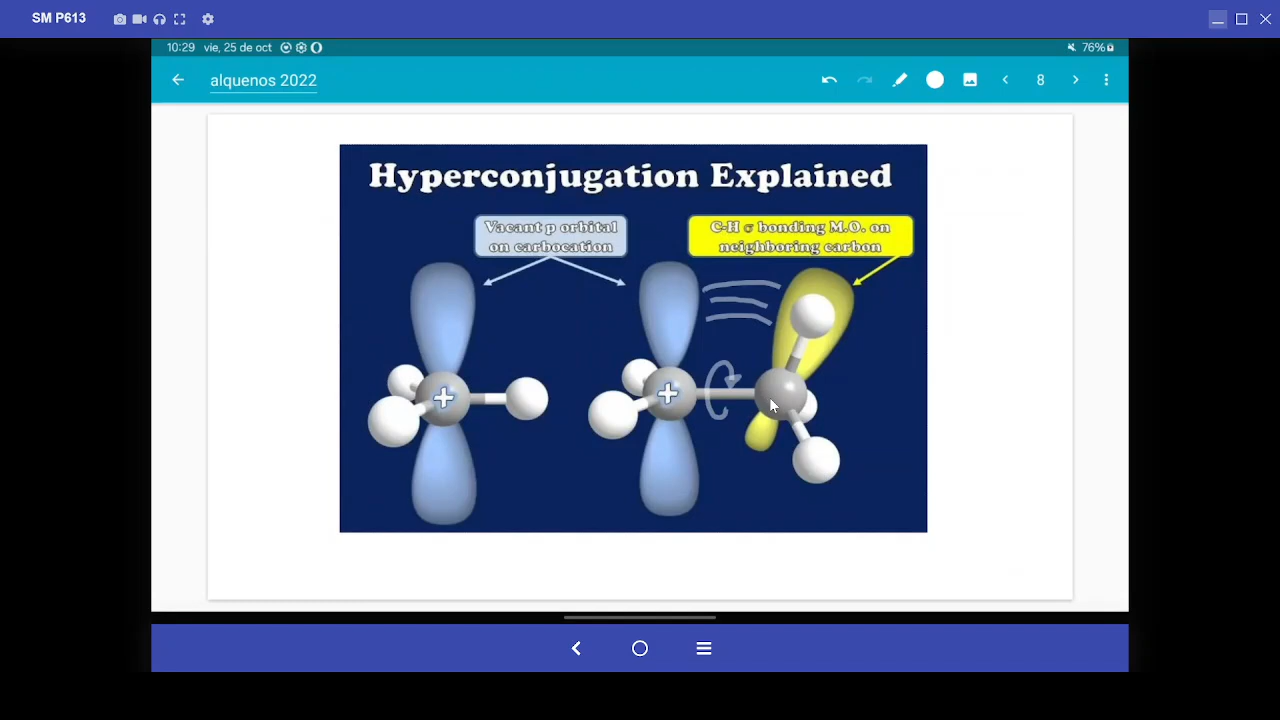 SM P613
10:29 vie, 25 de oct
76%
alquenos 2022
8
Hyperconjugation Explained
Vacant p orbital
on carbocation
C-H σ bonding M.O. on
neighboring carbon
+
+